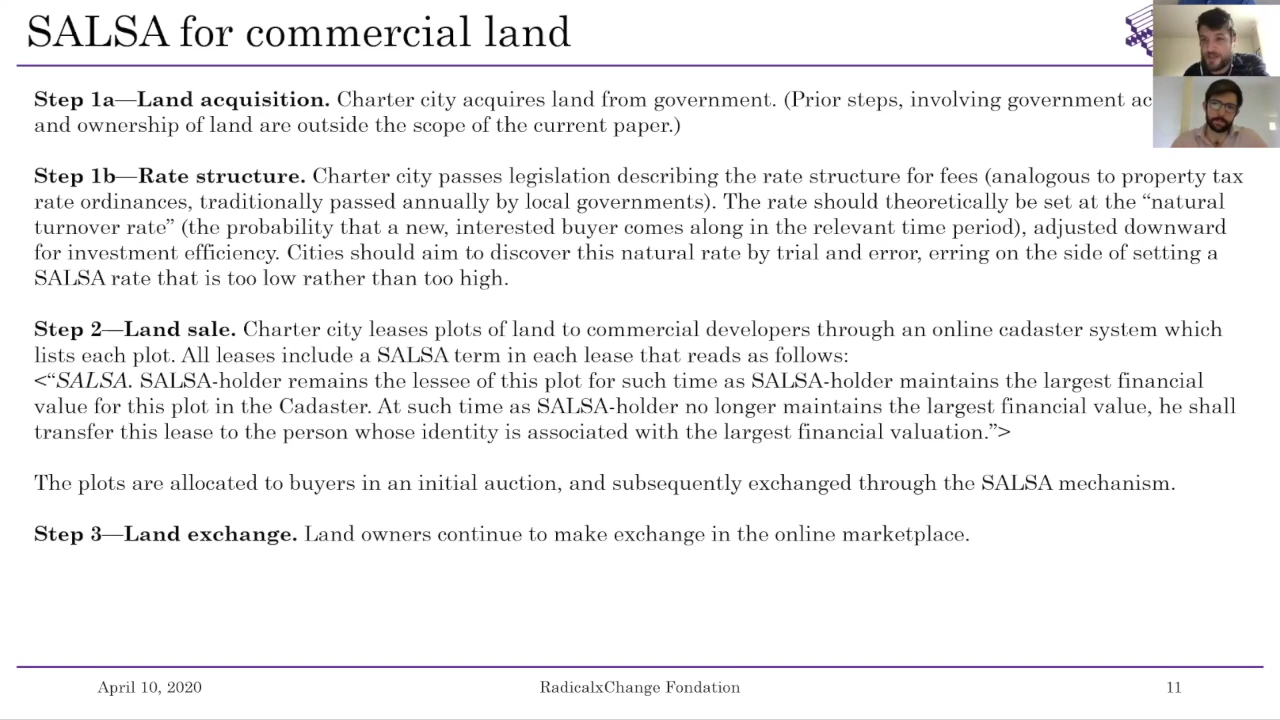 SALSA for commercial land
Step 1a—Land acquisition. Charter city acquires land from government. (Prior steps, involving government
and ownership of land are outside the scope of the current paper.)
Step 1b—Rate structure. Charter city passes legislation describing the rate structure for fees (analogous to property tax
rate ordinances, traditionally passed annually by local governments). The rate should theoretically be set at the “natural
turnover rate” (the probability that a new, interested buyer comes along in the relevant time period), adjusted downward
for investment efficiency. Cities should aim to discover this natural rate by trial and error, erring on the side of setting a
SALSA rate that is too low rather than too high.
Step 2—Land sale. Charter city leases plots of land to commercial developers through an online cadaster system which
lists each plot. All leases include a SALSA term in each lease that reads as follows:
<“SALSA. SALSA-holder remains the lessee of this plot for such time as SALSA-holder maintains the largest financial
value for this plot in the Cadaster. At such time as SALSA-holder no longer maintains the largest financial value, he shall
transfer this lease to the person whose identity is associated with the largest financial valuation.”>
The plots are allocated to buyers in an initial auction, and subsequently exchanged through the SALSA mechanism.
Step 3—Land exchange. Land owners continue to make exchange in the online marketplace.
April 10, 2020
RadicalxChange Fondation
11